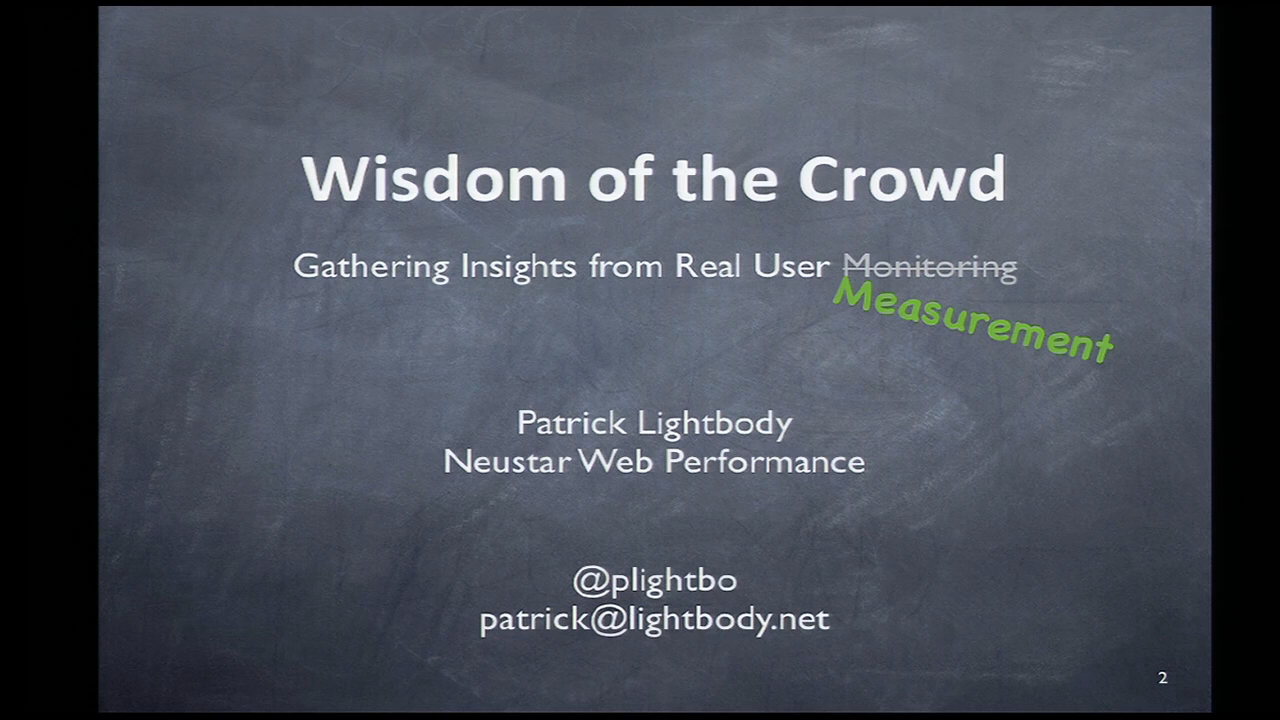 Wisdom of the Crowd
Gathering Insights from Real User Monitoring
Measurement
Patrick Lightbody
Neustar Web Performance
@plightbo
patrick@lightbody.net
2